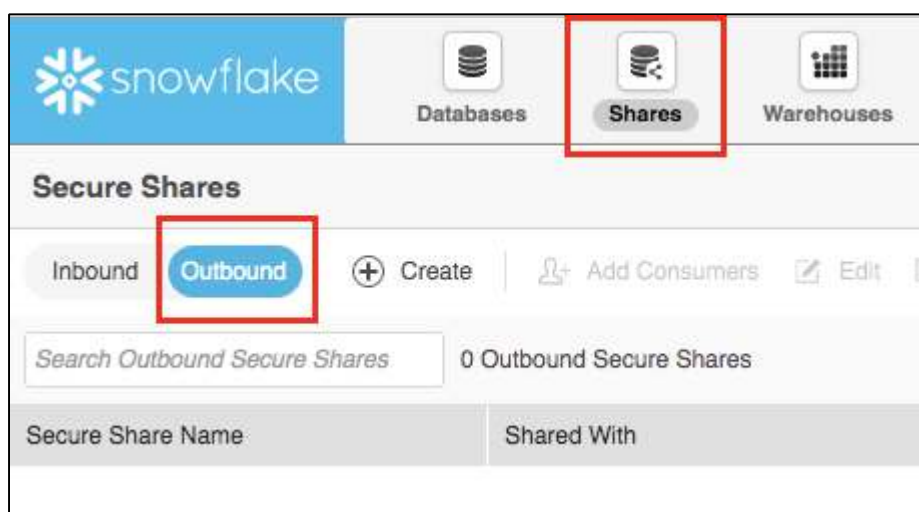 snowflake
Databases Shares Warehouses
Secure Shares
Inbound Outbound Create Add Consumers Edit
Search Outbound Secure Shares 0 Outbound Secure Shares
Secure Share Name Shared With